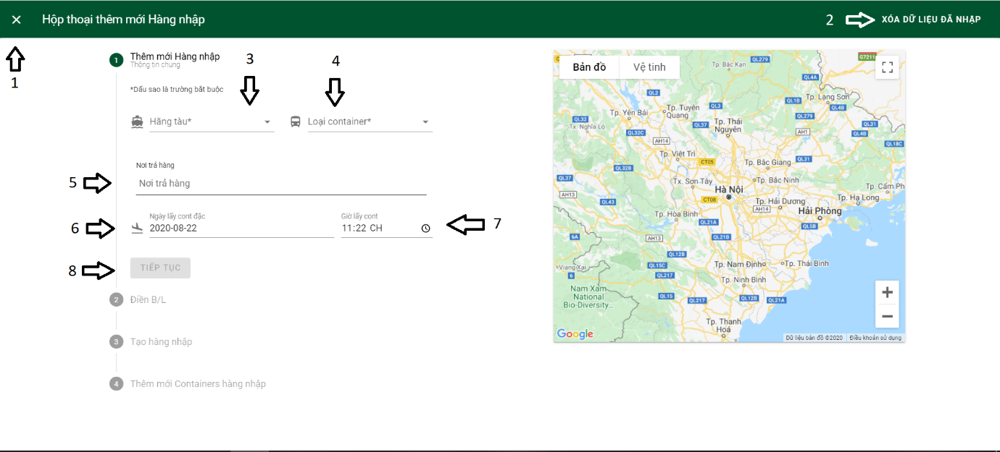 Hộp thoại thêm mới Hàng nhập
2
XÓA DỮ LIỆU ĐÃ NHẬP
1
1
Thêm mới Hàng nhập
Thông tin chung
3
4
*Dấu sao là trường bắt buộc
Hãng tàu*
Loại container*
Nơi trả hàng
5
Nơi trả hàng
6
Ngày lấy cont đặc
2020-08-22
Giờ lấy cont
11:22 CH
7
8
TIẾP TỤC
2
Điền B/L
3
Tạo hàng nhập
4
Thêm mới Containers hàng nhập
Bản đồ
Vệ tinh
QL279
G7211
Tp. Bắc Kạn
QL4A
QL2
QL1B
Tp. Lạng Sơn
QL3
QL4B
Tp. Yên Bái
Tp. Tuyên
Quang
QL279
QL32
Tx. Nghĩa Lộ
QL37
Tp. Thái
Nguyên
QL31
QL32C
AH1
QL4B
AH14
QL18C
Tp. Việt Trì
CT05
QL31
Tp. Bắc Giang
QL32B
QL37
Tx. Sơn Tây
Tp. Bắc Ninh
Hà Nội
Tp. Cẩm Ph
AH13
CT08
Tp. Hải Dương
Tp. Hạ Long
QL43
AH14
Tp. Hòa Bình
Hải Phòng
QL21A
QL5B
6A
AH13
QL21B
QL12B
Viang Xai
QL15C
Tp. Nam Định
Tp. Thái Bình
6
QL217
Tp. Ninh Bình
Nam Xam
National
Bio-Diversity...
QL15
QL217
QL12B
QL21A
Tp. Thanh
Hoá
Google
Dữ liệu bản đồ ©2020
Điều khoản sử dụng